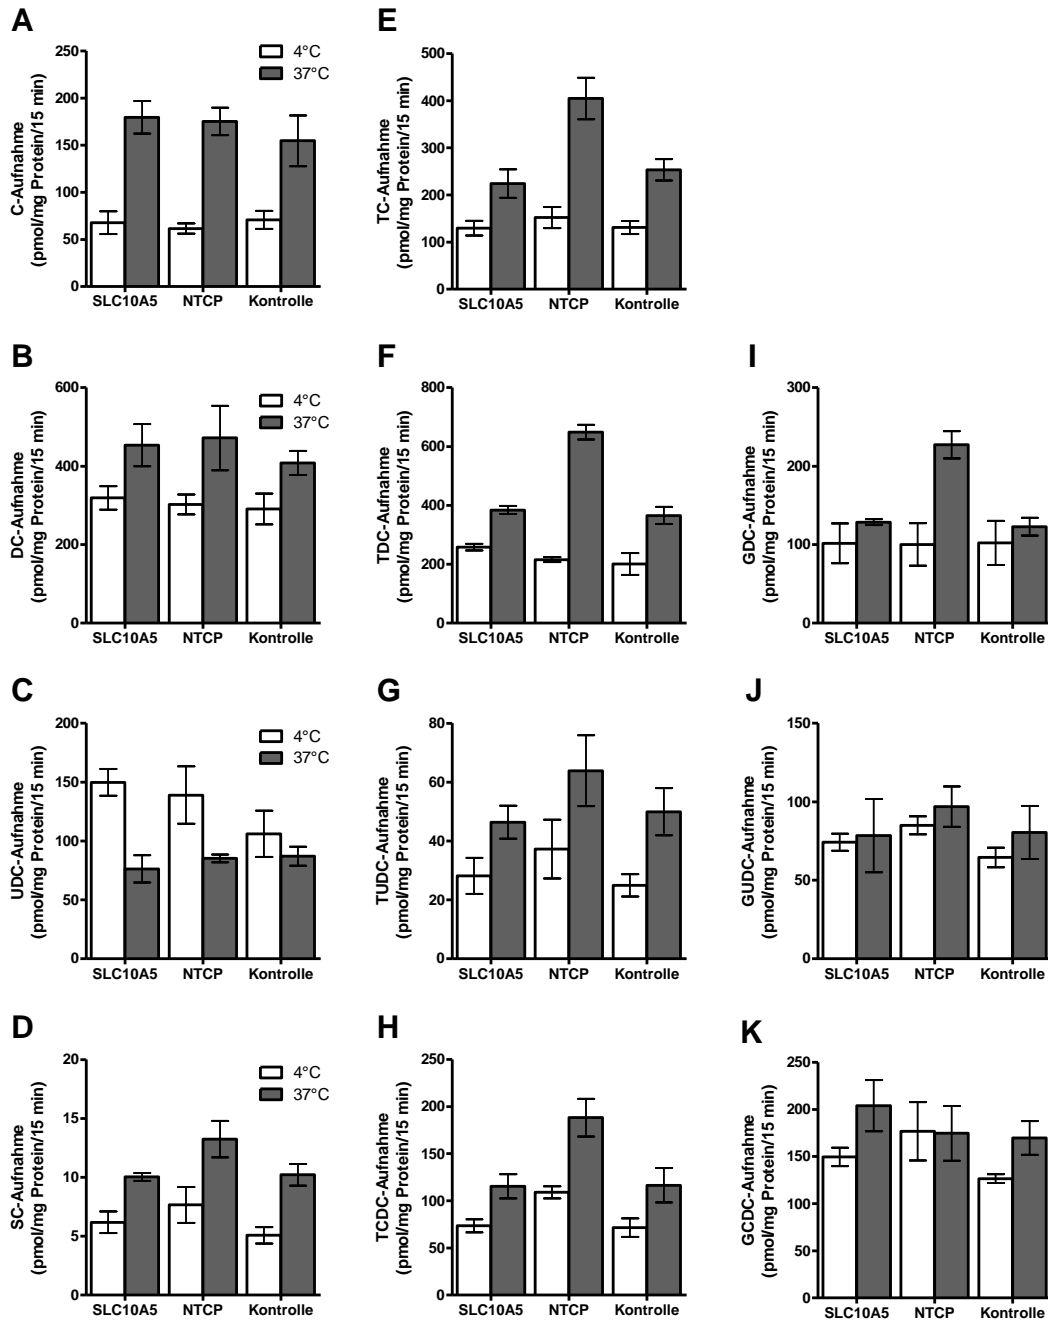 A
C-Aufnahme
(pmol/mg Protein/15 min)
250
200
150
100
50
0
4°C
37°C
SLC10A5 NTCP Kontrolle
E
TC-Aufnahme
(pmol/mg Protein/15 min)
500
400
300
200
100
0
SLC10A5 NTCP Kontrolle
B
DC-Aufnahme
(pmol/mg Protein/15 min)
600
400
200
0
4°C
37°C
SLC10A5 NTCP Kontrolle
F
TDC-Aufnahme
(pmol/mg Protein/15 min)
800
600
400
200
0
SLC10A5 NTCP Kontrolle
I
GDC-Aufnahme
(pmol/mg Protein/15 min)
300
200
100
0
SLC10A5 NTCP Kontrolle
C
UDC-Aufnahme
(pmol/mg Protein/15 min)
200
150
100
50
0
4°C
37°C
SLC10A5 NTCP Kontrolle
G
TUDC-Aufnahme
(pmol/mg Protein/15 min)
80
60
40
20
0
SLC10A5 NTCP Kontrolle
J
GUDC-Aufnahme
(pmol/mg Protein/15 min)
150
100
50
0
SLC10A5 NTCP Kontrolle
D
SC-Aufnahme
(pmol/mg Protein/15 min)
20
15
10
5
0
4°C
37°C
SLC10A5 NTCP Kontrolle
H
TCDC-Aufnahme
(pmol/mg Protein/15 min)
250
200
150
100
50
0
SLC10A5 NTCP Kontrolle
K
GCDC-Aufnahme
(pmol/mg Protein/15 min)
250
200
150
100
50
0
SLC10A5 NTCP Kontrolle